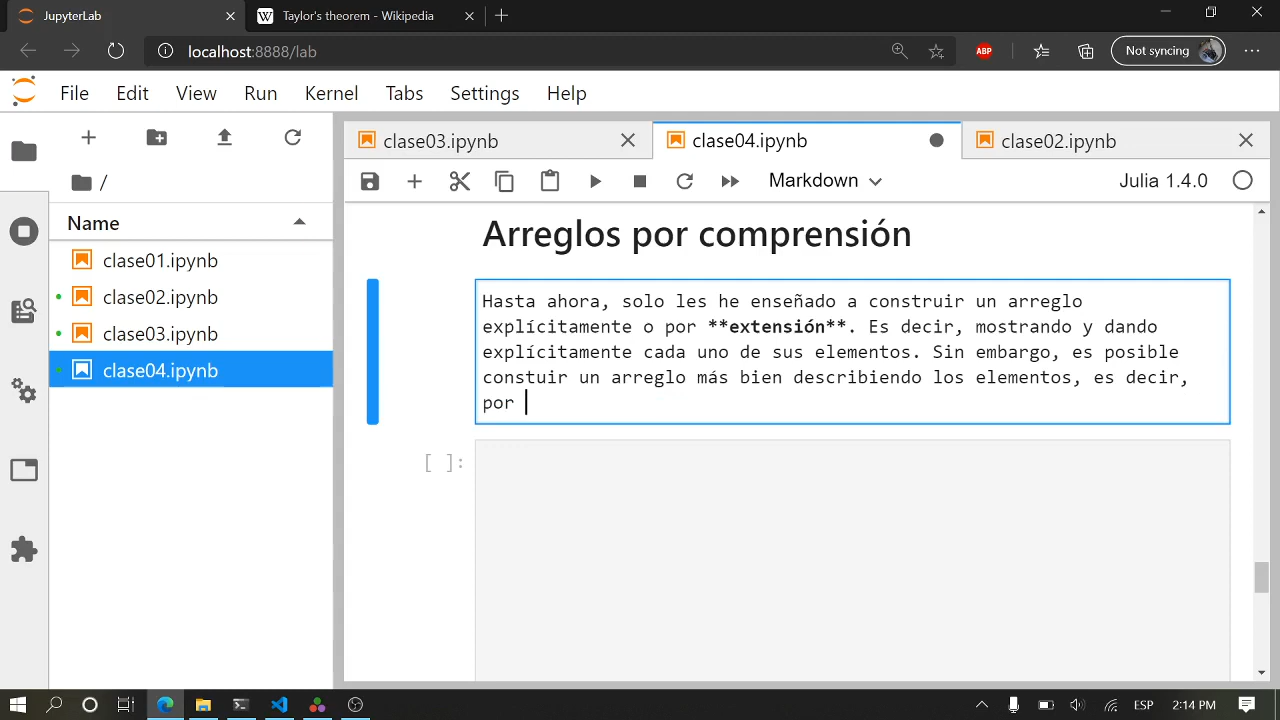 JupyterLab
Taylor's theorem - Wikipedia
localhost:8888/lab
ABP
Not syncing
File Edit View Run Kernel Tabs Settings Help
clase03.ipynb
clase04.ipynb
clase02.ipynb
/
Markdown
Julia 1.4.0
Name
clase01.ipynb
clase02.ipynb
clase03.ipynb
clase04.ipynb
Arreglos por comprensión
Hasta ahora, solo les he enseñado a construir un arreglo
explícitamente o por **extensión**. Es decir, mostrando y dando
explícitamente cada uno de sus elementos. Sin embargo, es posible
constuir un arreglo más bien describiendo los elementos, es decir,
por
[ ]:
ESP
2:14 PM